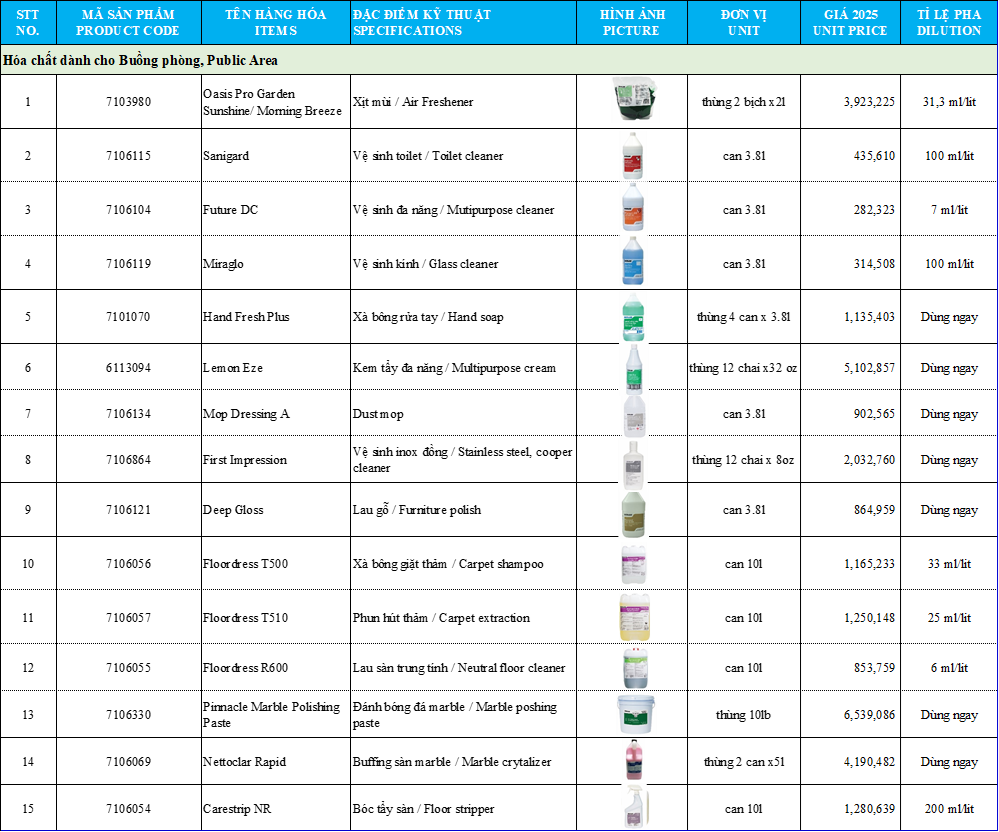 STT MÃ SẢN PHẨM TÊN HÀNG HÓA ĐẶC ĐIỂM KỸ THUẬT HÌNH ẢNH ĐƠN VỊ GIÁ 2025 TỈ LỆ PHA
NO. PRODUCT CODE ITEMS SPECIFICATIONS PICTURE UNIT UNIT PRICE DILUTION
Hóa chất dành cho Buồng phòng, Public Area
1 7103980 Oasis Pro Garden Sunshine/ Morning Breeze Xịt mùi / Air Freshener thùng 2 bịch x2l 3,923,225 31,3 ml/lit
2 7106115 Sanigard Vệ sinh toilet / Toilet cleaner can 3.8l 435,610 100 ml/lit
3 7106104 Future DC Vệ sinh đa năng / Mutipurpose cleaner can 3.8l 282,323 7 ml/lit
4 7106119 Miraglo Vệ sinh kính / Glass cleaner can 3.8l 314,508 100 ml/lit
5 7101070 Hand Fresh Plus Xà bông rửa tay / Hand soap thùng 4 can x 3.8l 1,135,403 Dùng ngay
6 6113094 Lemon Eze Kem tẩy đa năng / Multipurpose cream thùng 12 chai x32 oz 5,102,857 Dùng ngay
7 7106134 Mop Dressing A Dust mop can 3.8l 902,565 Dùng ngay
8 7106864 First Impression Vệ sinh inox đồng / Stainless steel, cooper cleaner thùng 12 chai x 8oz 2,032,760 Dùng ngay
9 7106121 Deep Gloss Lau gỗ / Furniture polish can 3.8l 864,959 Dùng ngay
10 7106056 Floordress T500 Xà bông giặt thảm / Carpet shampoo can 10l 1,165,233 33 ml/lit
11 7106057 Floordress T510 Phun hút thảm / Carpet extraction can 10l 1,250,148 25 ml/lit
12 7106055 Floordress R600 Lau sàn trung tính / Neutral floor cleaner can 10l 853,759 6 ml/lit
13 7106330 Pinnacle Marble Polishing Paste Đánh bóng đá marble / Marble poshing paste thùng 10lb 6,539,086 Dùng ngay
14 7106069 Nettoclar Rapid Buffing sàn marble / Marble crytalizer thùng 2 can x5l 4,190,482 Dùng ngay
15 7106054 Carestrip NR Bóc tẩy sàn / Floor stripper can 10l 1,280,639 200 ml/lit